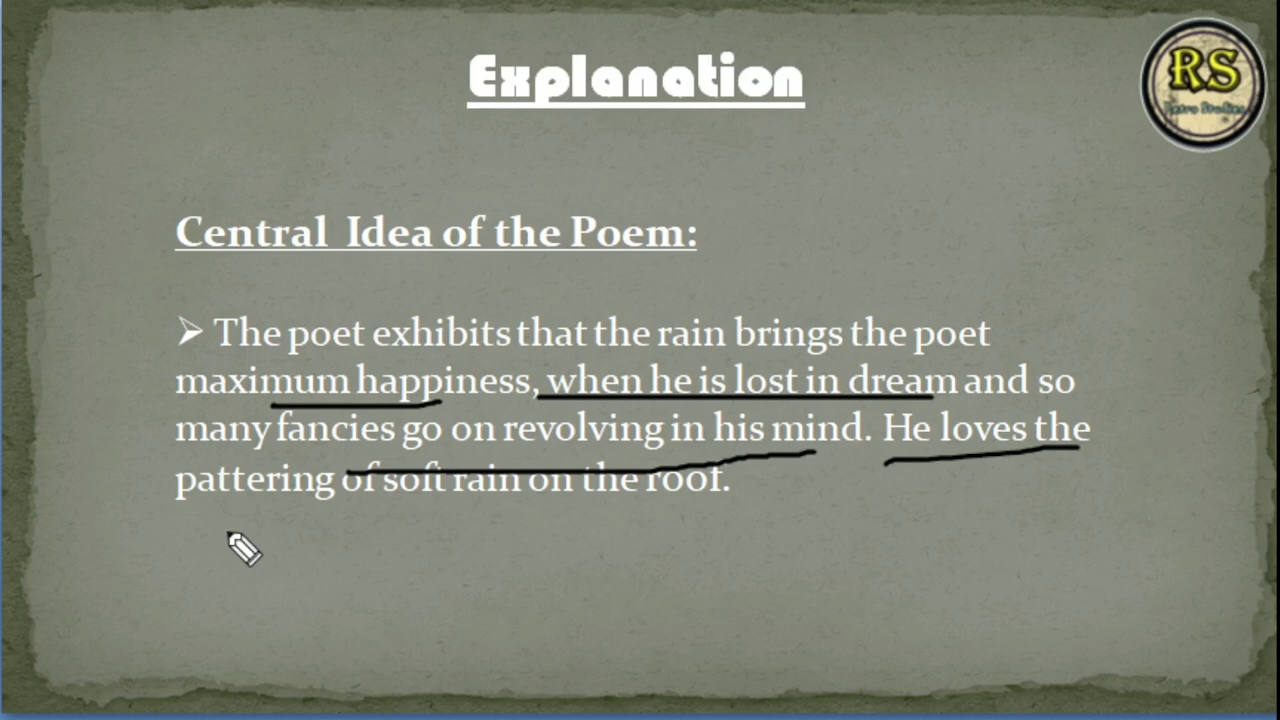 Explanation
RS
Retro Studies
Central Idea of the Poem:
➢ The poet exhibits that the rain brings the poet
maximum happiness, when he is lost in dream and so
many fancies go on revolving in his mind. He loves the
pattering of soft rain on the roof.